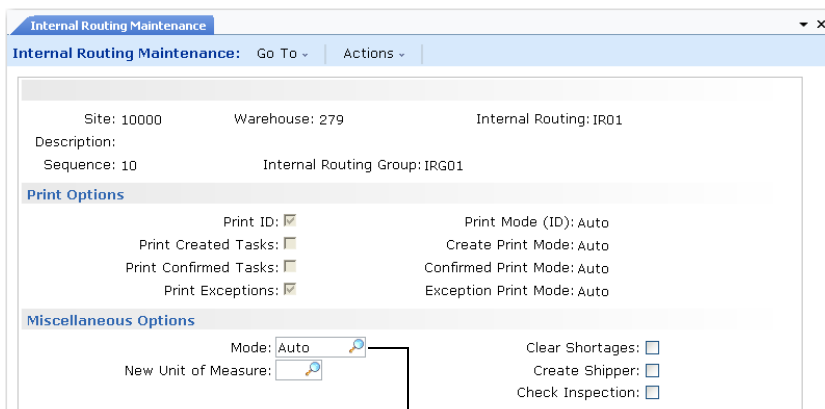 Internal Routing Maintenance
Internal Routing Maintenance: Go To Actions
Site: 10000 Warehouse: 279 Internal Routing: IR01
Description:
Sequence: 10 Internal Routing Group: IRG01
Print Options
Print ID: Print Mode (ID): Auto
Print Created Tasks: Create Print Mode: Auto
Print Confirmed Tasks: Confirmed Print Mode: Auto
Print Exceptions: Exception Print Mode: Auto
Miscellaneous Options
Mode: Auto Clear Shortages:
New Unit of Measure: Create Shipper:
Check Inspection: